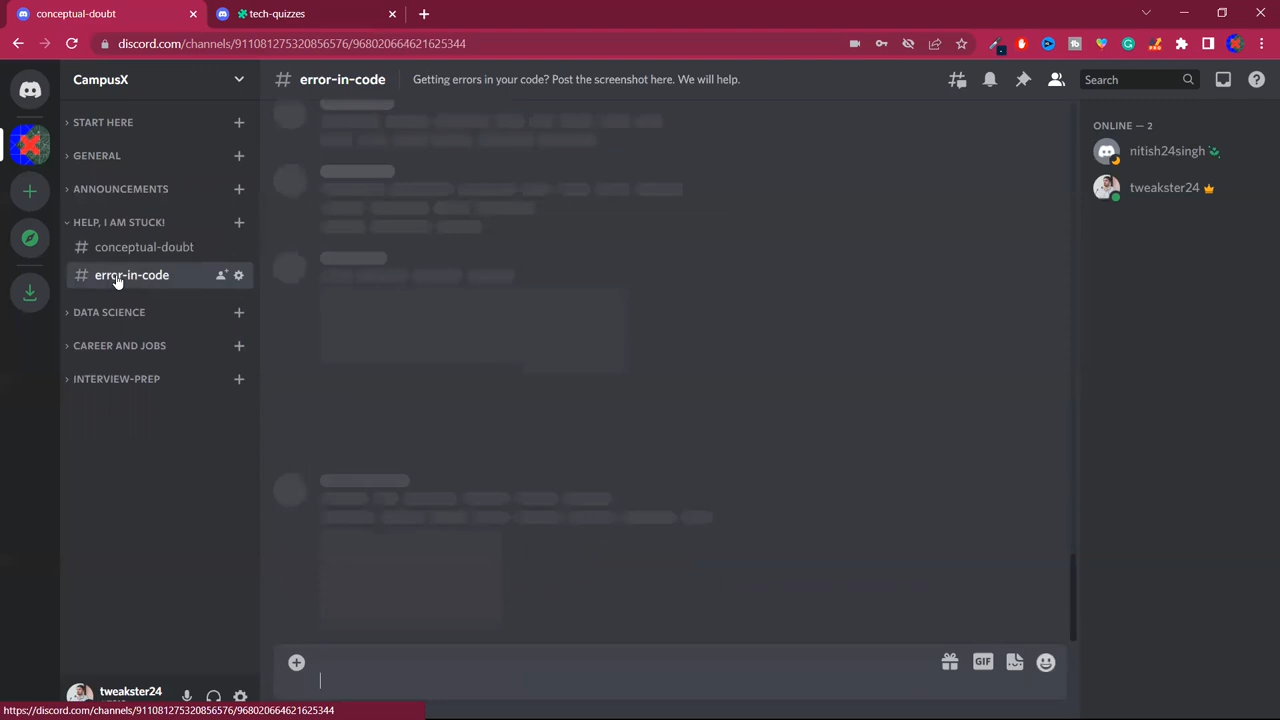 conceptual-doubt
tech-quizzes
discord.com/channels/911081275320856576/968020664621625344
CampusX
error-in-code
Getting errors in your code? Post the screenshot here. We will help.
Search
START HERE
GENERAL
ANNOUNCEMENTS
HELP, I AM STUCK!
conceptual-doubt
error-in-code
DATA SCIENCE
CAREER AND JOBS
INTERVIEW-PREP
ONLINE — 2
nitish24singh
tweakster24
GIF
tweakster24
https://discord.com/channels/911081275320856576/968020664621625344